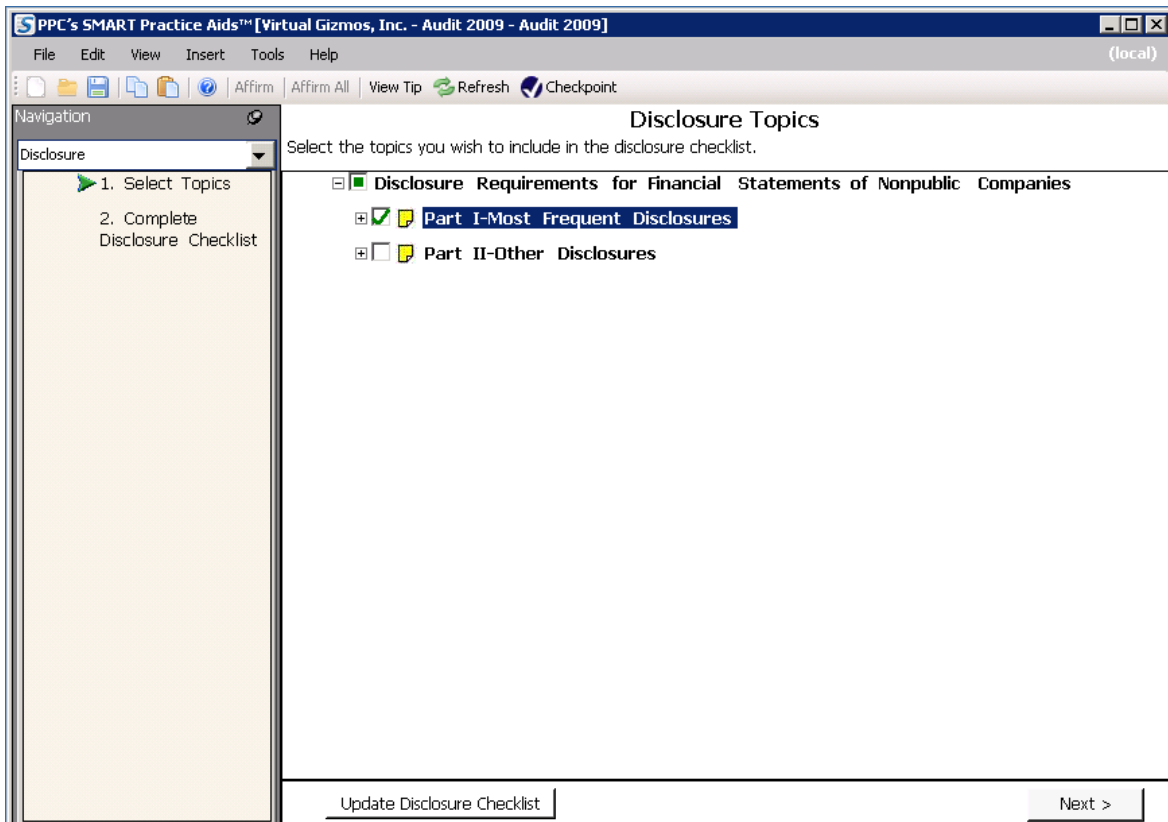 PPC's SMART Practice Aids™ [Virtual Gizmos, Inc. - Audit 2009 - Audit 2009]
File Edit View Insert Tools Help (local)
Affirm Affirm All View Tip Refresh Checkpoint
Navigation
Disclosure
1. Select Topics
2. Complete
Disclosure Checklist
Disclosure Topics
Select the topics you wish to include in the disclosure checklist.
Disclosure Requirements for Financial Statements of Nonpublic Companies
Part I-Most Frequent Disclosures
Part II-Other Disclosures
Update Disclosure Checklist
Next >